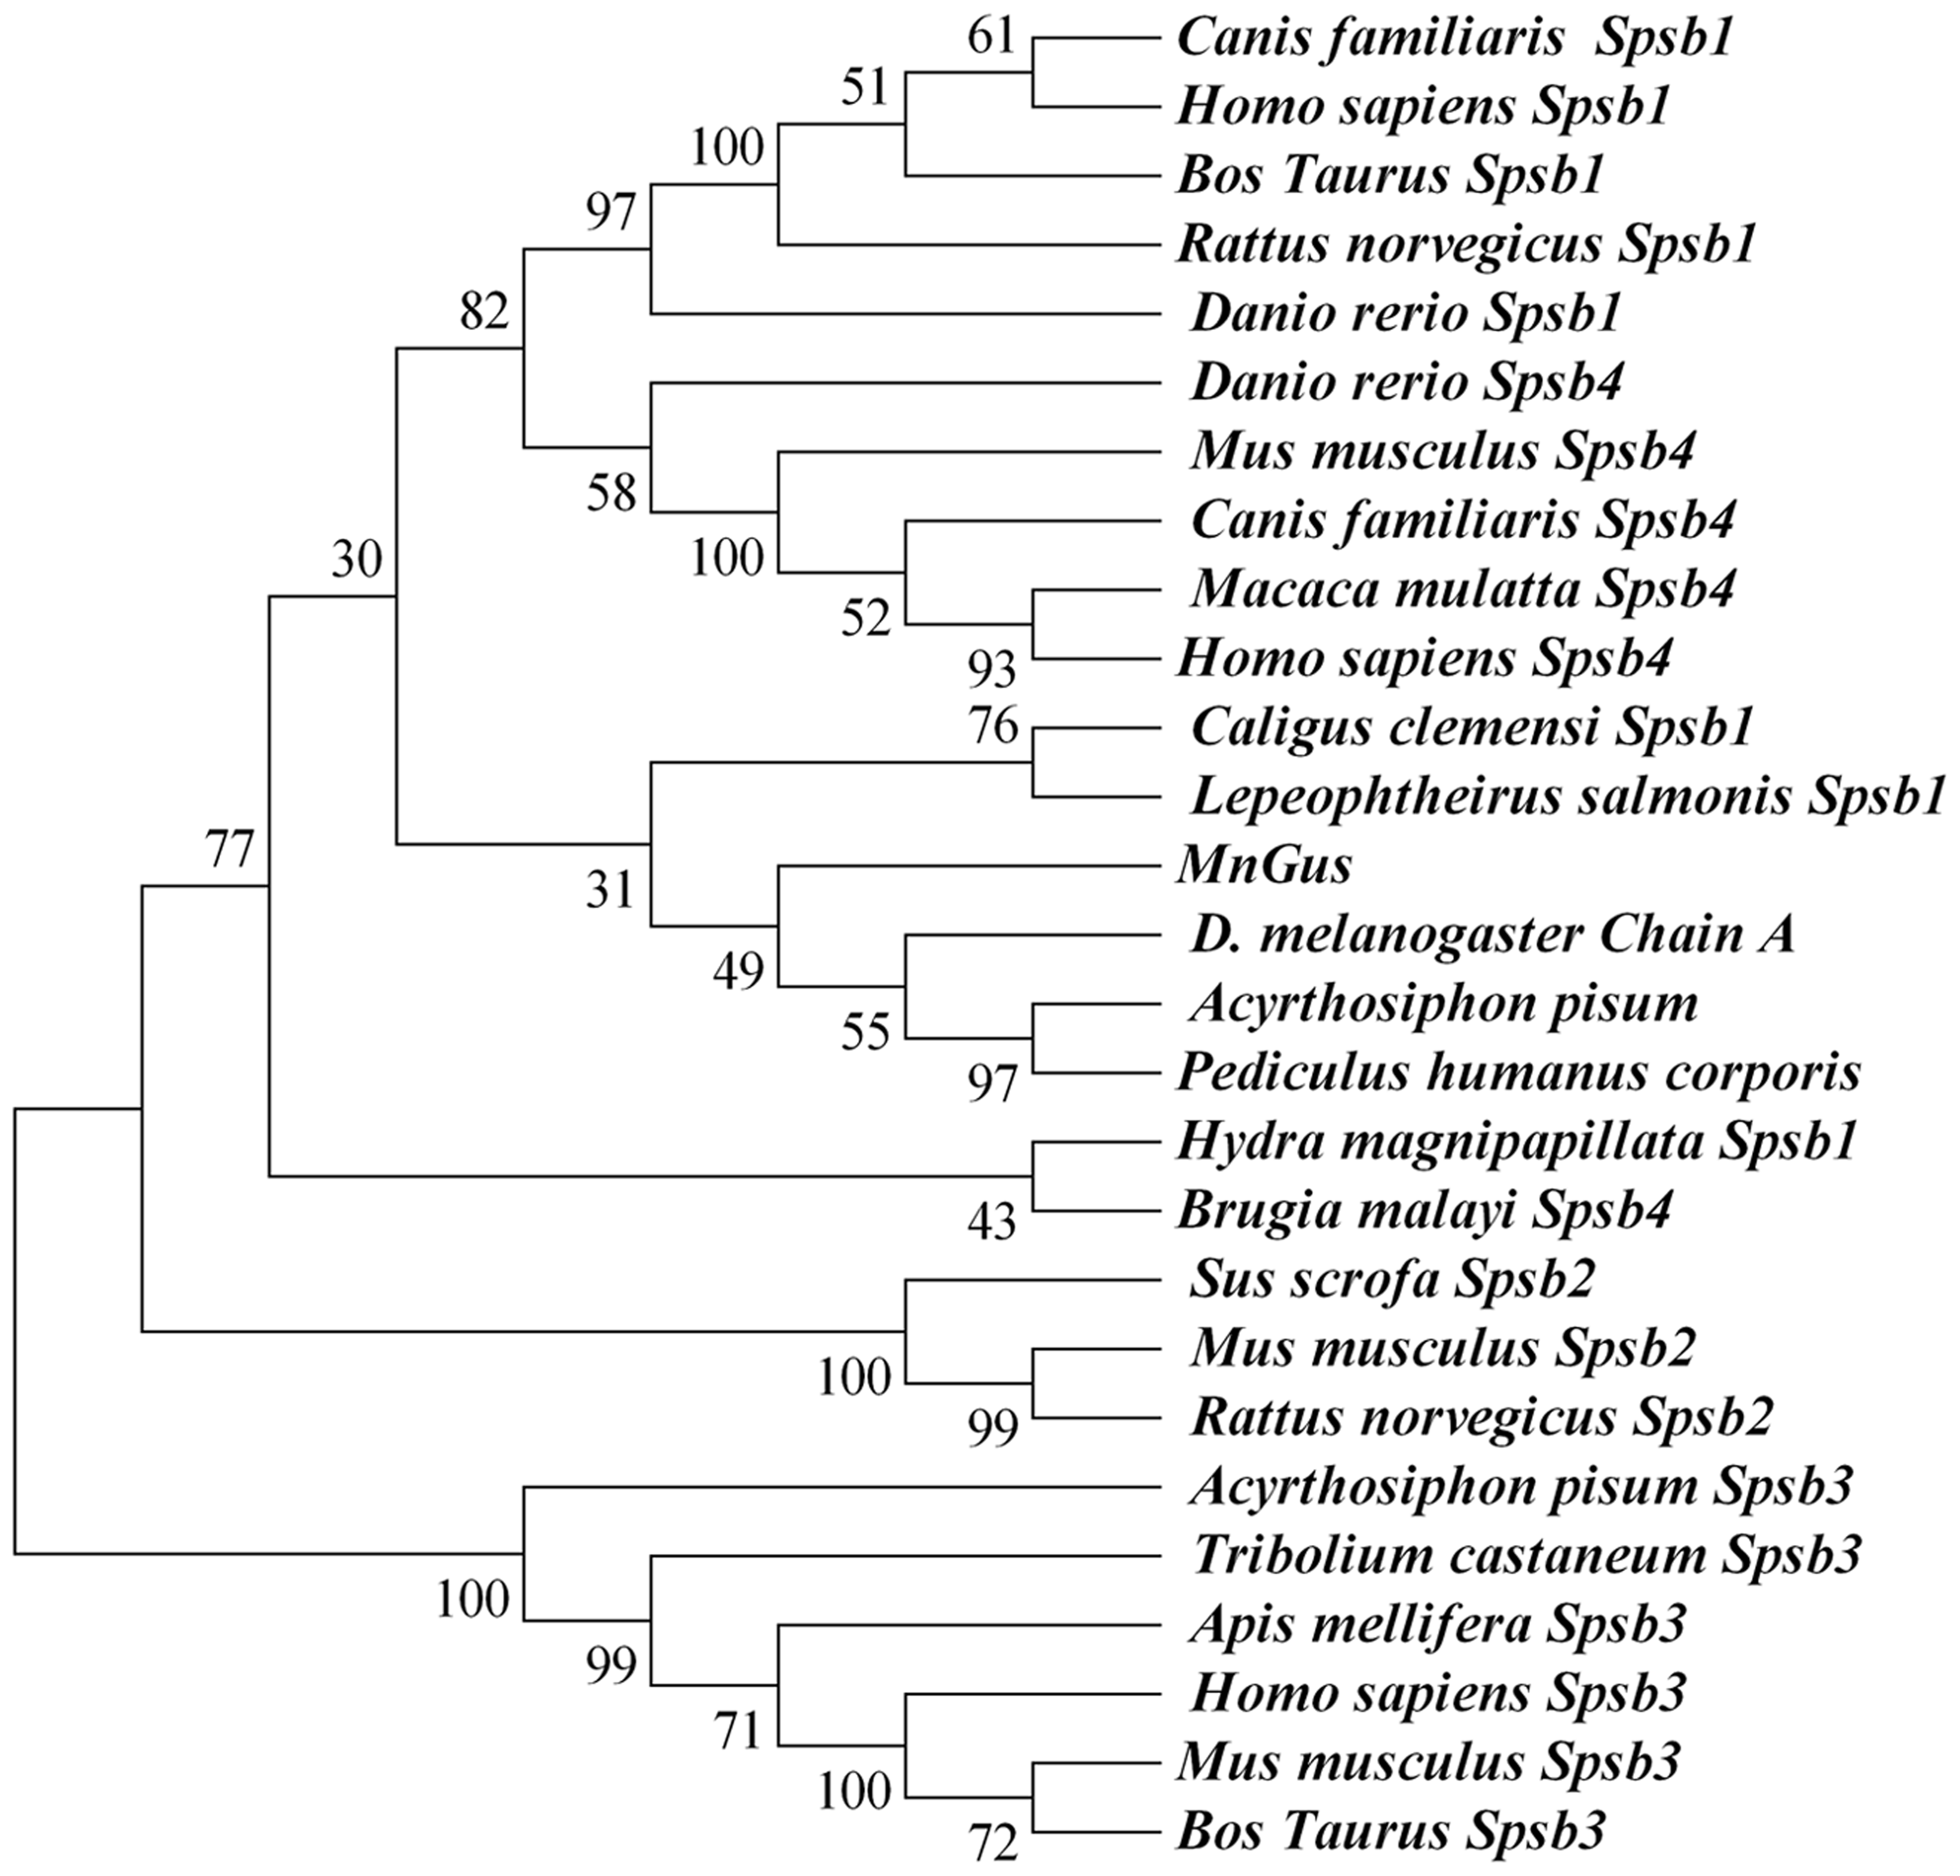 61
Canis familiaris Spsb1
51
Homo sapiens Spsb1
100
Bos Taurus Spsb1
97
Rattus norvegicus Spsb1
82
Danio rerio Spsb1
Danio rerio Spsb4
Mus musculus Spsb4
58
Canis familiaris Spsb4
30
100
Macaca mulatta Spsb4
52
Homo sapiens Spsb4
93
76
Caligus clemensi Spsb1
Lepeophtheirus salmonis Spsb1
77
MnGus
31
D. melanogaster Chain A
49
Acyrthosiphon pisum
55
Pediculus humanus corporis
97
Hydra magnipapillata Spsb1
Brugia malayi Spsb4
43
Sus scrofa Spsb2
Mus musculus Spsb2
100
Rattus norvegicus Spsb2
99
Acyrthosiphon pisum Spsb3
Tribolium castaneum Spsb3
100
Apis mellifera Spsb3
99
Homo sapiens Spsb3
71
Mus musculus Spsb3
100
Bos Taurus Spsb3
72